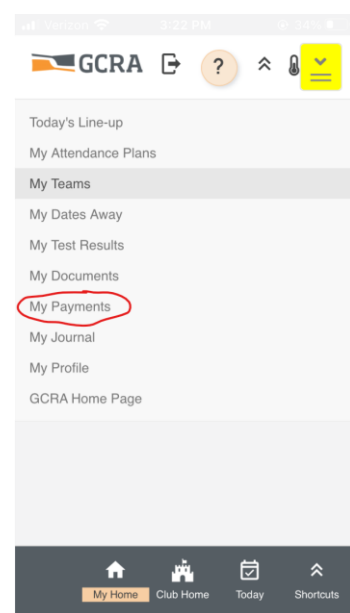 Verizon 3:22 PM 34%
GCRA ?
Today's Line-up
My Attendance Plans
My Teams
My Dates Away
My Test Results
My Documents
My Payments
My Journal
My Profile
GCRA Home Page
My Home Club Home Today Shortcuts